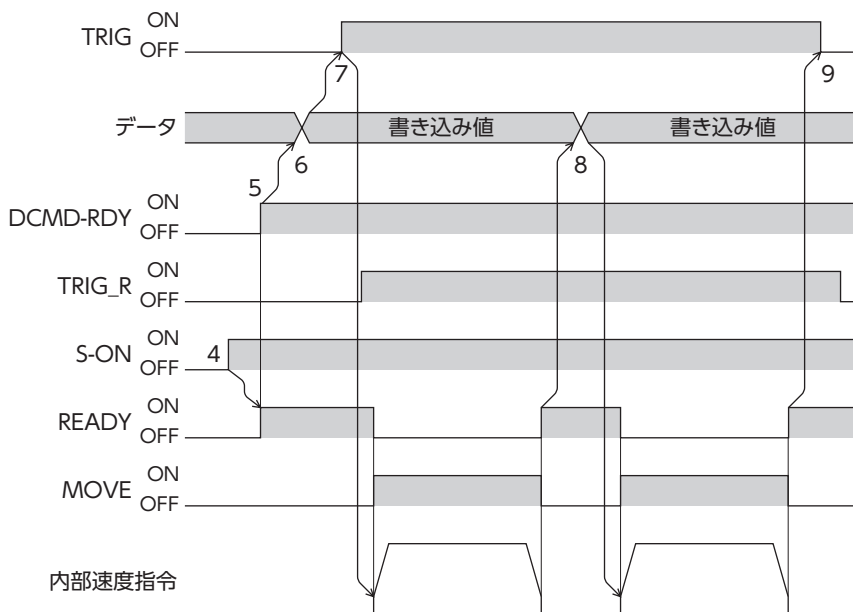 TRIG ON
OFF
7
9
データ 書き込み値 書き込み値
6
8
5
DCMD-RDY ON
OFF
TRIG_R ON
OFF
S-ON ON
OFF
4
READY ON
OFF
MOVE ON
OFF
内部速度指令